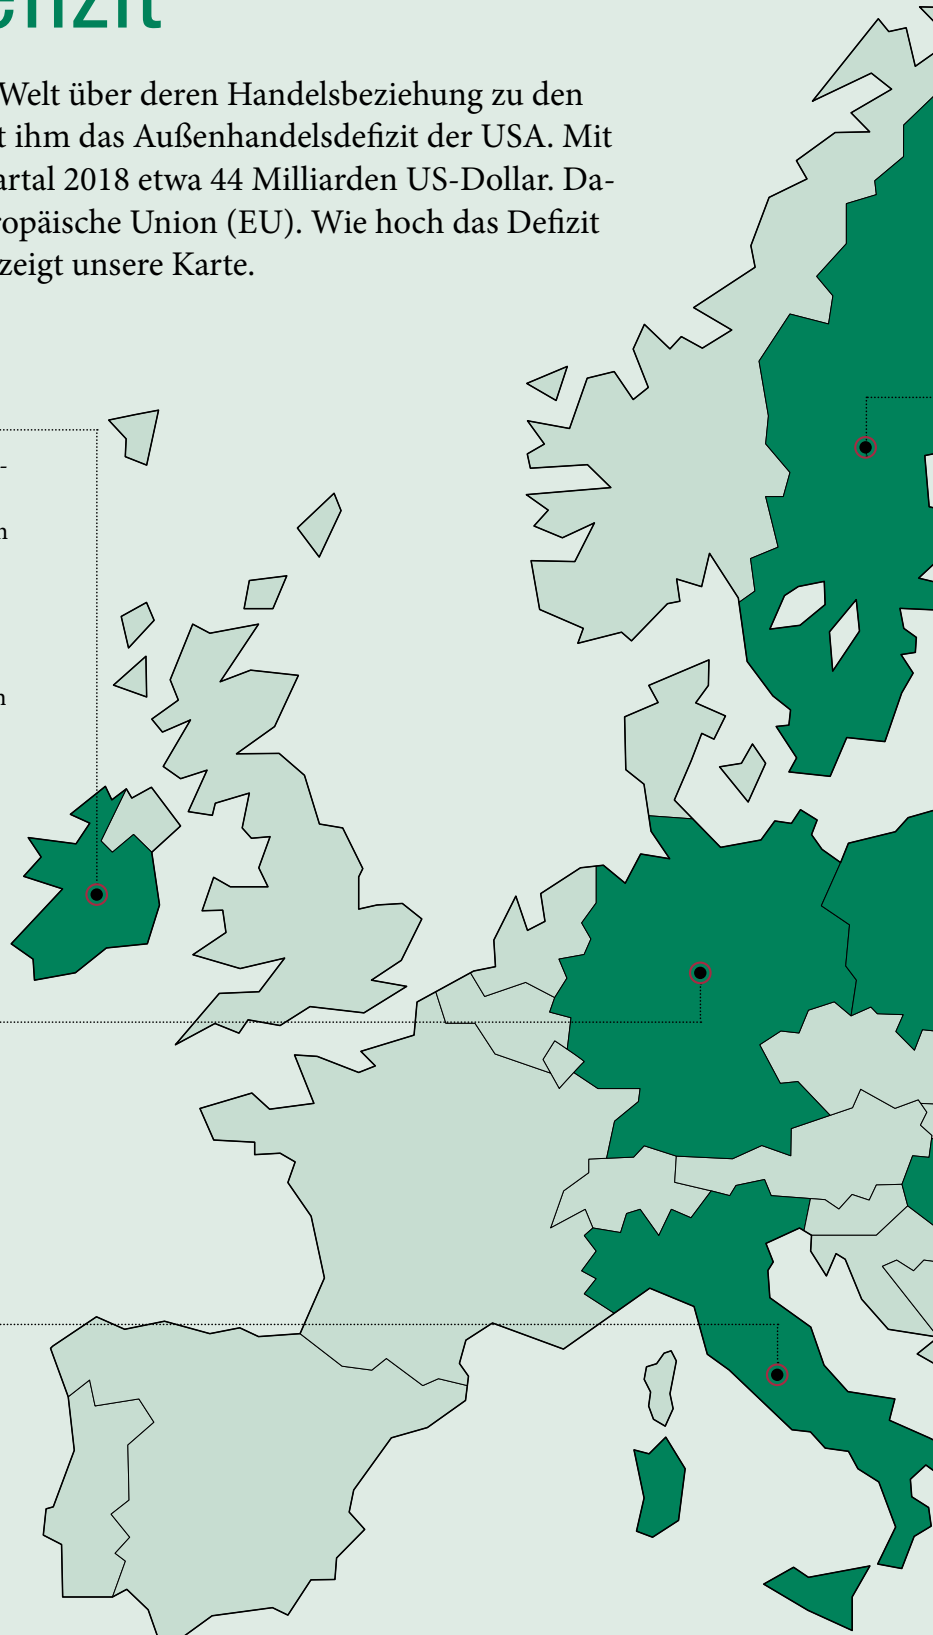 efizit
Welt über deren Handelsbeziehung zu den
t ihm das Außenhandelsdefizit der USA. Mit
artal 2018 etwa 44 Milliarden US-Dollar. Da-
ropäische Union (EU). Wie hoch das Defizit
zeigt unsere Karte.
-
n
n